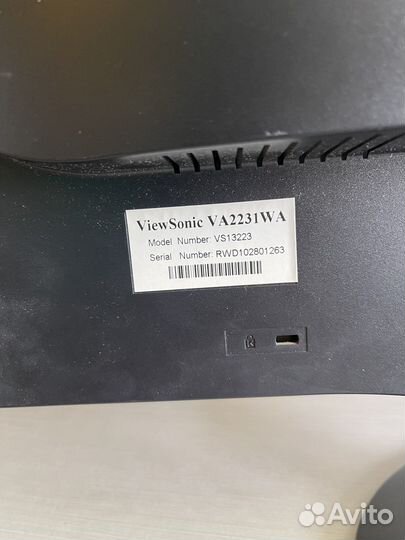 ViewSonic VA2231WA
Model Number: VS13223
Serial Number: RWD102801263
Avito